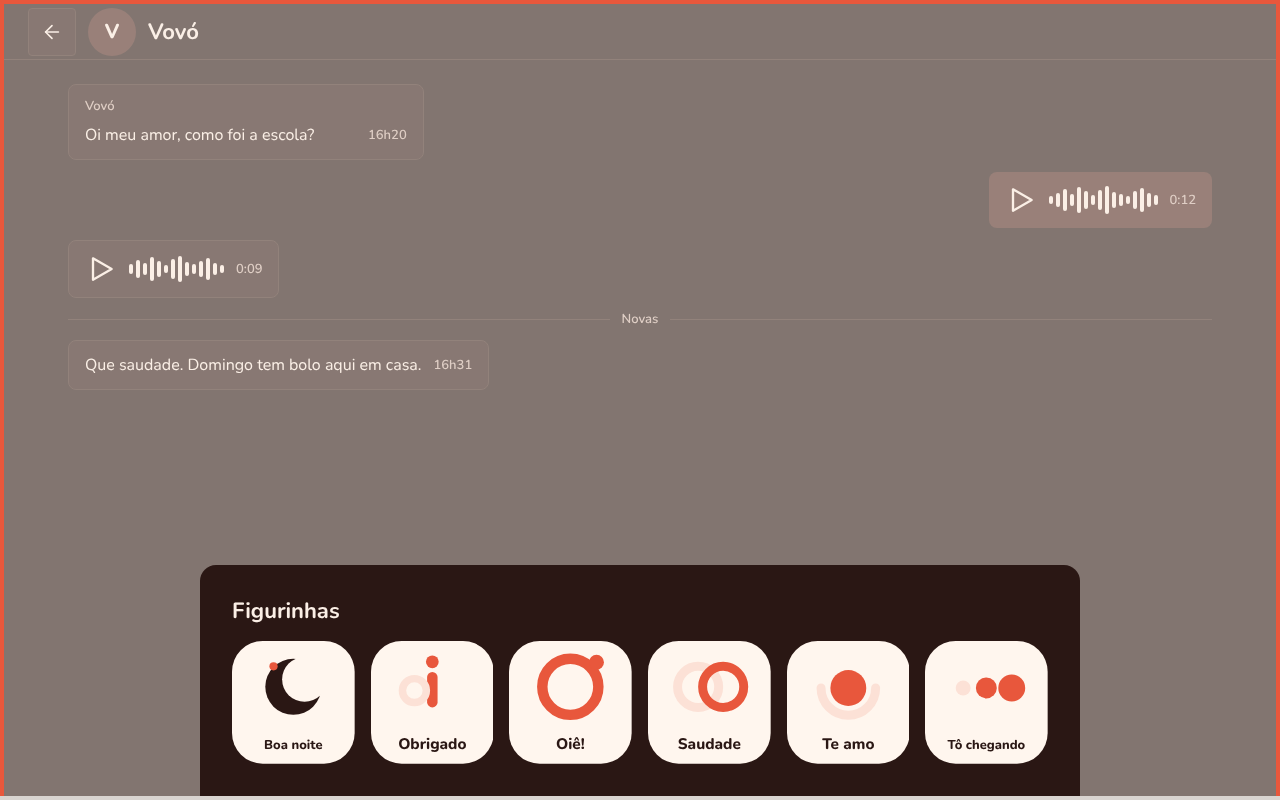 V
Vovó
Vovó
Oi meu amor, como foi a escola? 16h20
0:12
0:09
Novas
Que saudade. Domingo tem bolo aqui em casa. 16h31
Figurinhas
Boa noite
Obrigado
Oiê!
Saudade
Te amo
Tô chegando